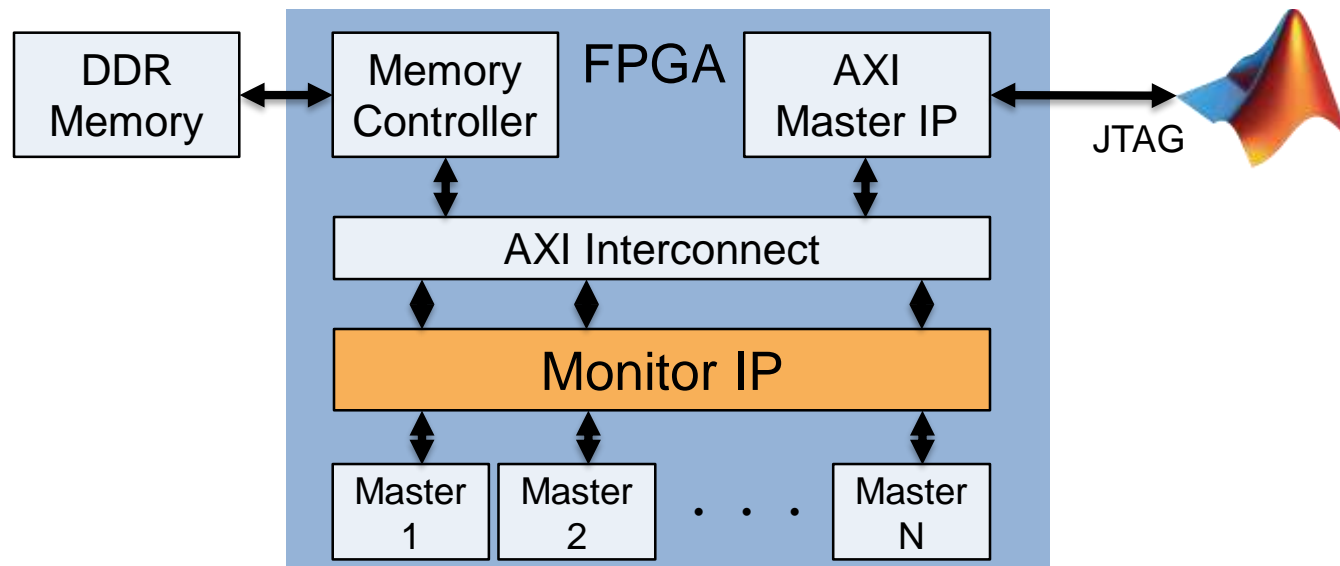 DDR
Memory
Memory
Controller
FPGA
AXI
Master IP
JTAG
AXI Interconnect
Monitor IP
Master
1
Master
2
. . .
Master
N